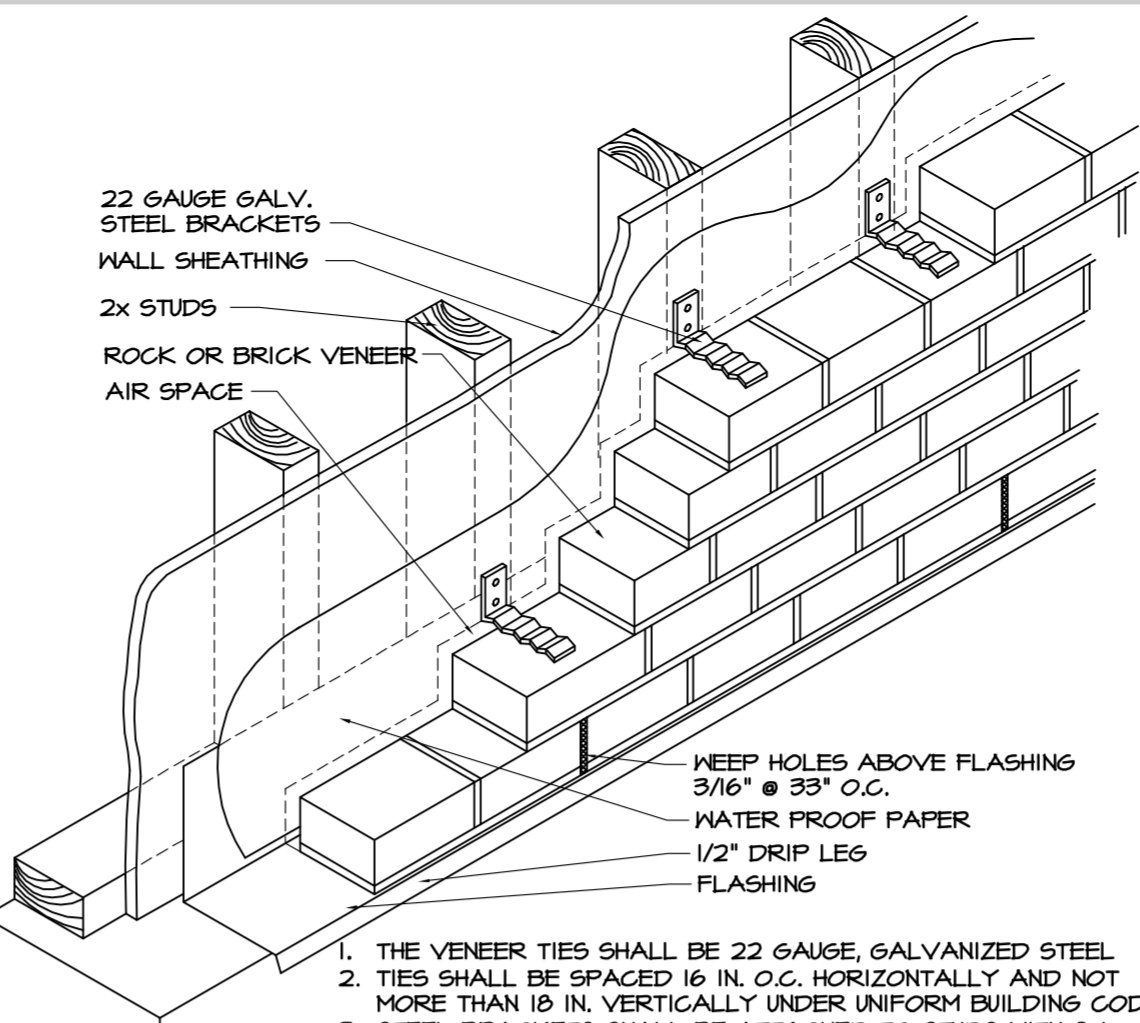 22 GAUGE GALV.
STEEL BRACKETS
WALL SHEATHING
2x STUDS
ROCK OR BRICK VENEER
AIR SPACE
WEEP HOLES ABOVE FLASHING
3/16" @ 33" O.C.
WATER PROOF PAPER
1/2" DRIP LEG
FLASHING
1. THE VENEER TIES SHALL BE 22 GAUGE, GALVANIZED STEEL
2. TIES SHALL BE SPACED 16 IN. O.C. HORIZONTALLY AND NOT
MORE THAN 18 IN. VERTICALLY UNDER UNIFORM BUILDING COD